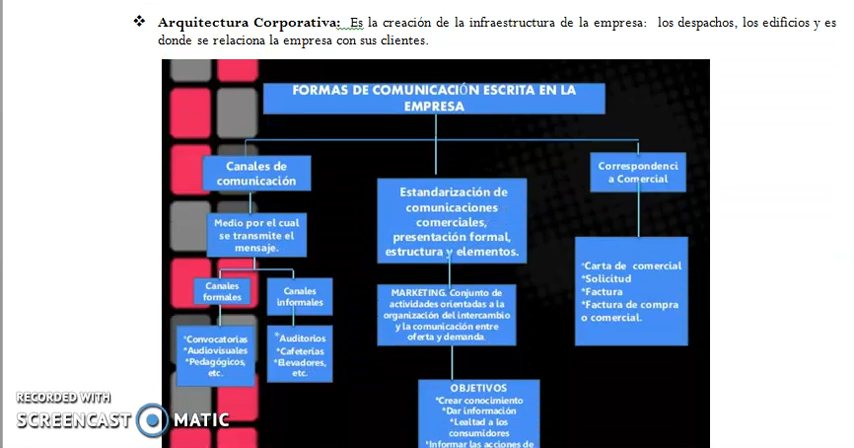 ❖ Arquitectura Corporativa: Es la creación de la infraestructura de la empresa: los despachos, los edificios y es
donde se relaciona la empresa con sus clientes.
FORMAS DE COMUNICACIÓN ESCRITA EN LA
EMPRESA
Canales de
comunicación
Medio por el cual
se transmite el
mensaje.
Canales
formales
*Convocatorias
*Audiovisuales
*Pedagógicos,
etc.
Canales
informales
*Auditorios
*Cafeterias
*Elevadores,
etc.
Estandarización de
comunicaciones
comerciales,
presentación formal,
estructura y elementos.
MARKETING. Conjunto de
actividades orientadas a la
organización del intercambio
y la comunicación entre
oferta y demanda.
OBJETIVOS
*Crear conocimiento
*Dar información
*Lealtad a los
consumidores
*Informar las acciones de
Correspondenci
a Comercial
*Carta de comercial
*Solicitud
*Factura
*Factura de compra
o comercial.
RECORDED WITH
SCREENCAST MATIC